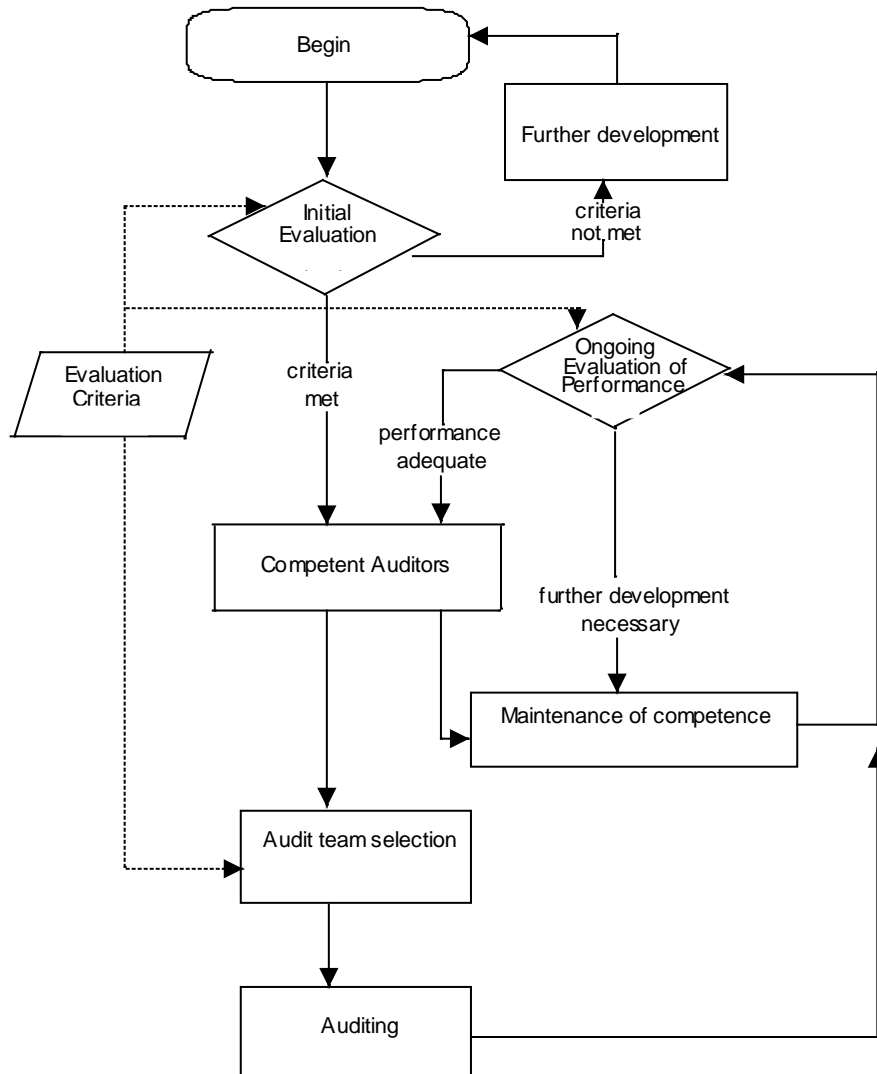 Begin
Further development
criteria
not met
Initial
Evaluation
Ongoing
Evaluation of
Performance
Evaluation
Criteria
criteria
met
performance
adequate
Competent Auditors
further development
necessary
Maintenance of competence
Audit team selection
Auditing